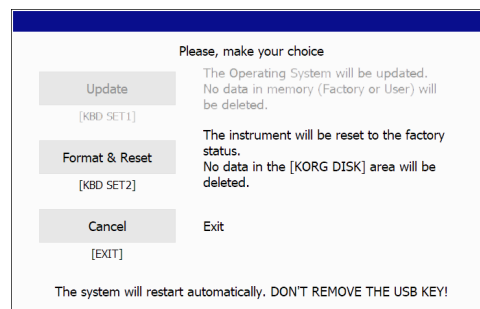 Please, make your choice
Update
[KBD SET1]
The Operating System will be updated.
No data in memory (Factory or User) will
be deleted.
Format & Reset
[KBD SET2]
The instrument will be reset to the factory
status.
No data in the [KORG DISK] area will be
deleted.
Cancel
[EXIT]
Exit
The system will restart automatically. DON'T REMOVE THE USB KEY!